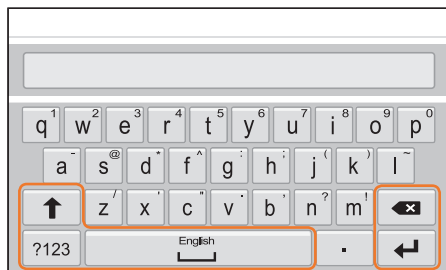 q 1 w 2 e 3 r 4 t 5 y 6 u 7 i 8 o 9 p 0
a - s @ d * f ^ g : h ; j ( k ) l ~
z / x ' c " v . b , n ? m !
?123 English .